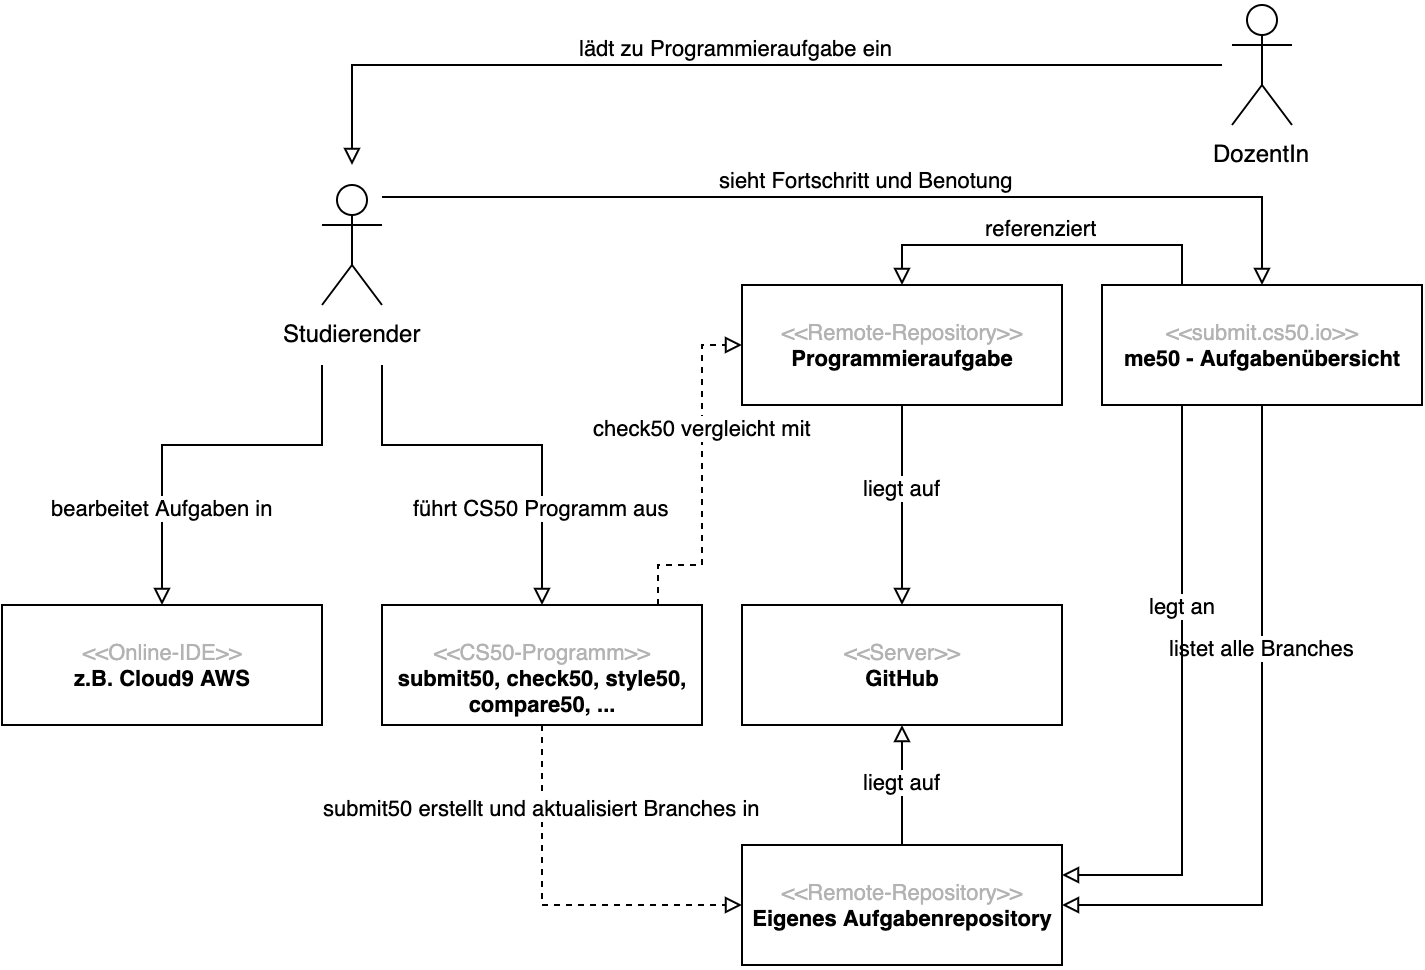 lädt zu Programmieraufgabe ein
DozentIn
sieht Fortschritt und Benotung
referenziert
Studierender
<<Remote-Repository>>
Programmieraufgabe
<<submit.cs50.io>>
me50 - Aufgabenübersicht
check50 vergleicht mit
liegt auf
bearbeitet Aufgaben in
führt CS50 Programm aus
legt an
listet alle Branches
<<Online-IDE>>
z.B. Cloud9 AWS
<<CS50-Programm>>
submit50, check50, style50,
compare50, ...
<<Server>>
GitHub
liegt auf
submit50 erstellt und aktualisiert Branches in
<<Remote-Repository>>
Eigenes Aufgabenrepository